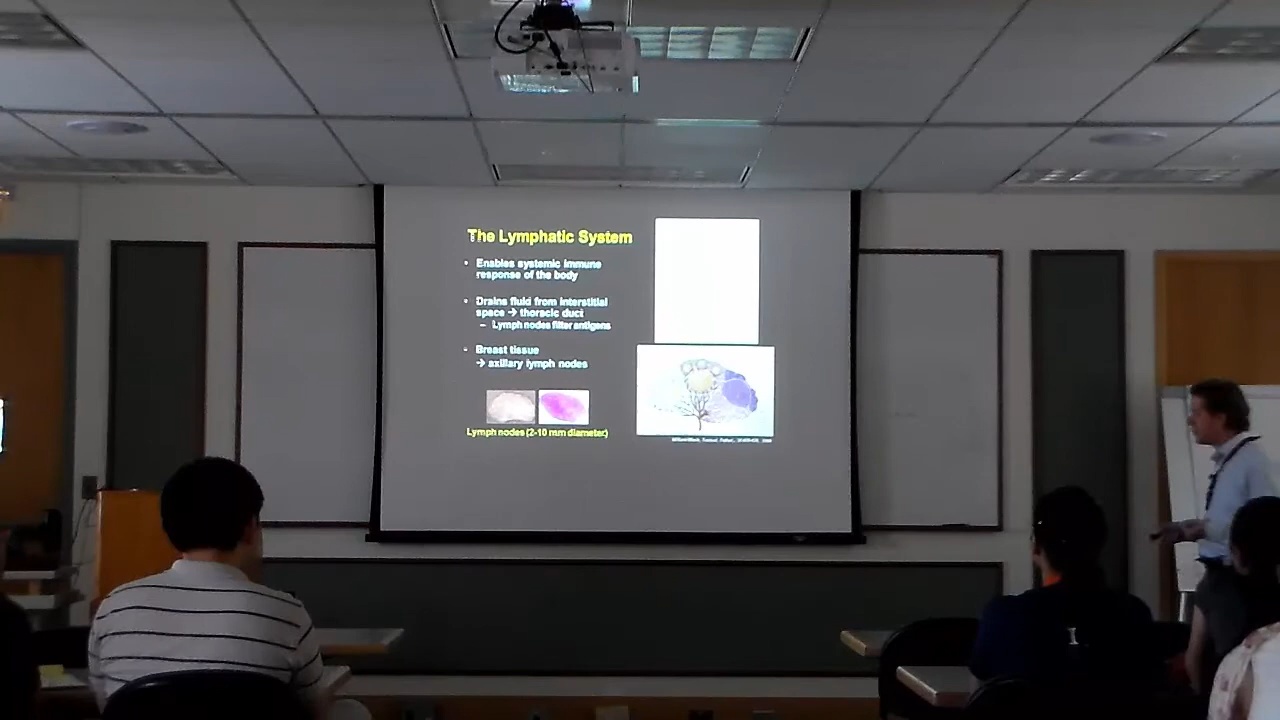 The Lymphatic System
• Enables systemic immune
response of the body
• Drains fluid from interstitial
space → thoracic duct
– Lymph nodes filter antigens
• Breast tissue
→ axillary lymph nodes
Lymph nodes (2-10 mm diameter)
I